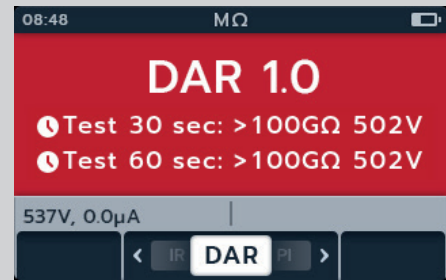 08:48 MΩ
DAR 1.0
Test 30 sec: >100GΩ 502V
Test 60 sec: >100GΩ 502V
537V, 0.0µA
< IR DAR PI >